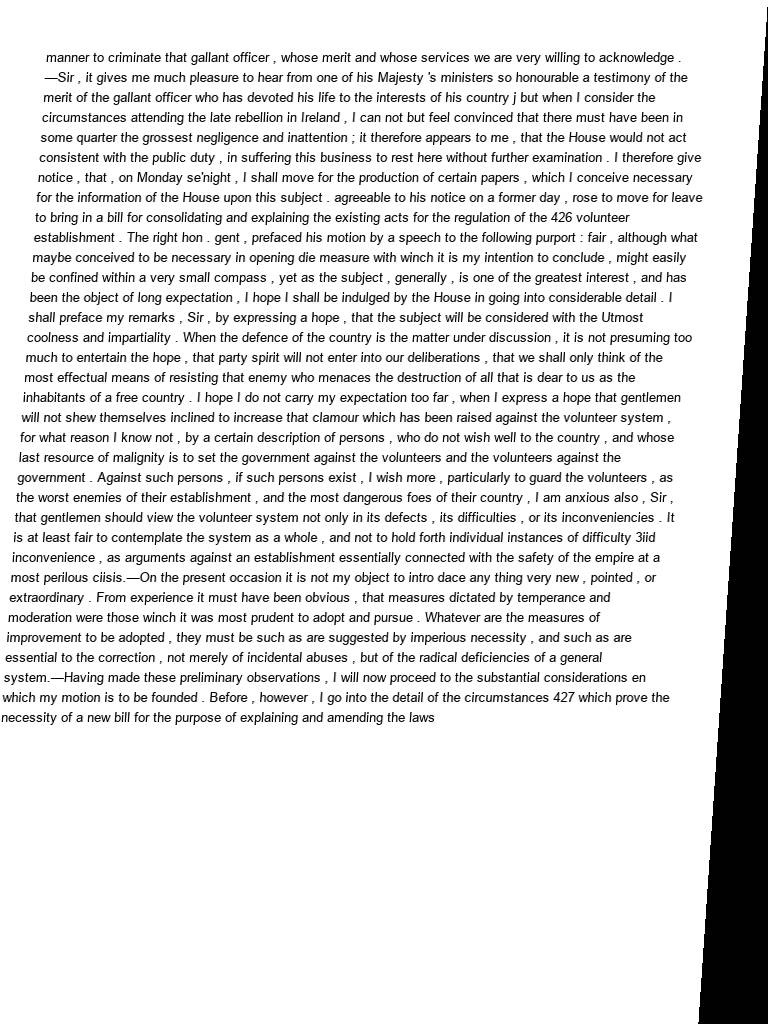 manner to criminate that gallant officer , whose merit and whose services we are very willing to acknowledge .
—Sir , it gives me much pleasure to hear from one of his Majesty 's ministers so honourable a testimony of the
merit of the gallant officer who has devoted his life to the interests of his country j but when I consider the
circumstances attending the late rebellion in Ireland , I can not but feel convinced that there must have been in
some quarter the grossest negligence and inattention ; it therefore appears to me , that the House would not act
consistent with the public duty , in suffering this business to rest here without further examination . I therefore give
notice , that , on Monday se'night , I shall move for the production of certain papers , which I conceive necessary
for the information of the House upon this subject . agreeable to his notice on a former day , rose to move for leave
to bring in a bill for consolidating and explaining the existing acts for the regulation of the 426 volunteer
establishment . The right hon . gent , prefaced his motion by a speech to the following purport : fair , although what
maybe conceived to be necessary in opening die measure with winch it is my intention to conclude , might easily
be confined within a very small compass , yet as the subject , generally , is one of the greatest interest , and has
been the object of long expectation , I hope I shall be indulged by the House in going into considerable detail . I
shall preface my remarks , Sir , by expressing a hope , that the subject will be considered with the Utmost
coolness and impartiality . When the defence of the country is the matter under discussion , it is not presuming too
much to entertain the hope , that party spirit will not enter into our deliberations , that we shall only think of the
most effectual means of resisting that enemy who menaces the destruction of all that is dear to us as the
inhabitants of a free country . I hope I do not carry my expectation too far , when I express a hope that gentlemen
will not shew themselves inclined to increase that clamour which has been raised against the volunteer system ,
for what reason I know not , by a certain description of persons , who do not wish well to the country , and whose
last resource of malignity is to set the government against the volunteers and the volunteers against the
government . Against such persons , if such persons exist , I wish more , particularly to guard the volunteers , as
the worst enemies of their establishment , and the most dangerous foes of their country , I am anxious also , Sir ,
that gentlemen should view the volunteer system not only in its defects , its difficulties , or its inconveniencies . It
is at least fair to contemplate the system as a whole , and not to hold forth individual instances of difficulty 3iid
inconvenience , as arguments against an establishment essentially connected with the safety of the empire at a
most perilous ciisis.—On the present occasion it is not my object to intro dace any thing very new , pointed , or
extraordinary . From experience it must have been obvious , that measures dictated by temperance and
moderation were those winch it was most prudent to adopt and pursue . Whatever are the measures of
improvement to be adopted , they must be such as are suggested by imperious necessity , and such as are
essential to the correction , not merely of incidental abuses , but of the radical deficiencies of a general
system.—Having made these preliminary observations , I will now proceed to the substantial considerations en
which my motion is to be founded . Before , however , I go into the detail of the circumstances 427 which prove the
necessity of a new bill for the purpose of explaining and amending the laws